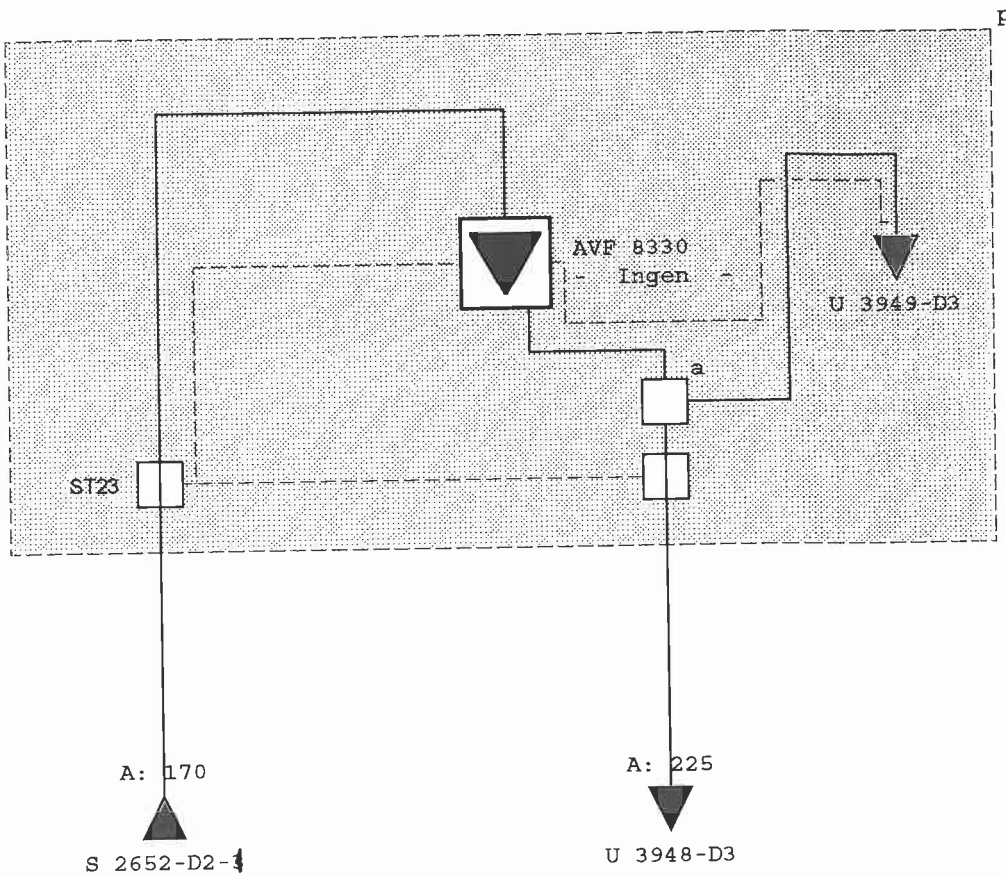 p
AVF 8330
- Ingen -
U 3949-D3
a
ST23
A: 170
A: 225
S 2652-D2-
U 3948-D3